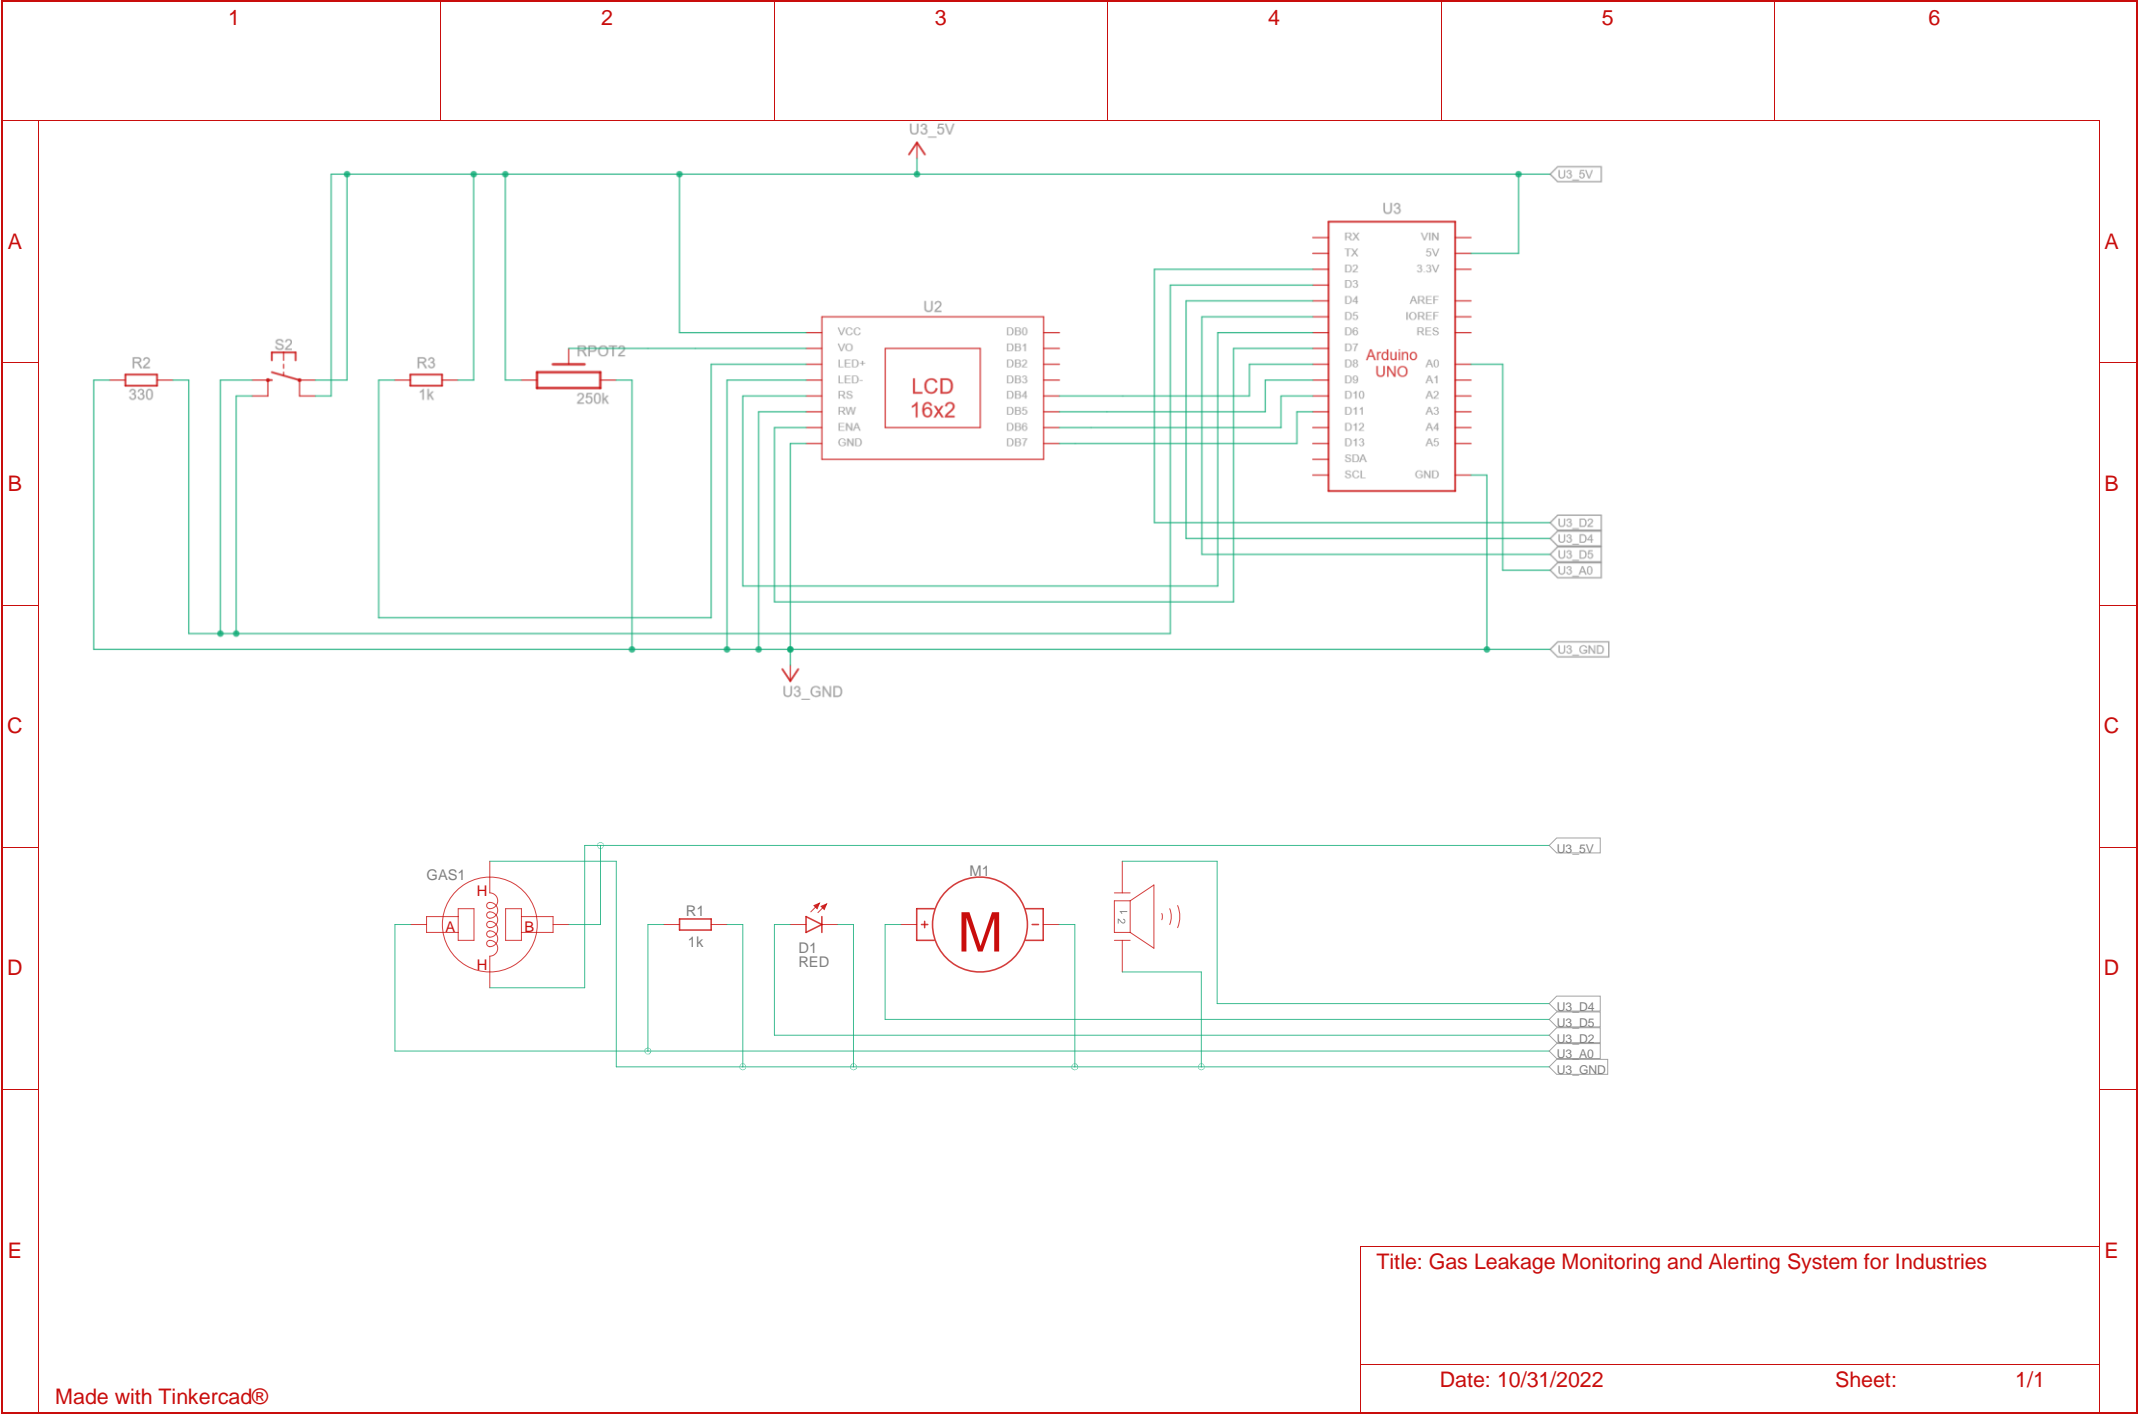 1 2 3 4 5 6
U3_5V
U3_5V
A
A
U3
RX VIN
TX 5V
D2 3.3V
D3
D4 AREF
D5 IOREF
D6 RES
D7
D8 A0
D9 A1
D10 A2
D11 A3
D12 A4
D13 A5
SDA
SCL GND
Arduino
UNO
U2
VCC DB0
VO DB1
LED+ DB2
LED- DB3
RS DB4
RW DB5
ENA DB6
GND DB7
LCD
16x2
R2
330
S2
R3
1k
RPOT2
250k
B
B
U3_D2
U3_D4
U3_D5
U3_A0
U3_GND
U3_GND
C
C
U3_5V
GAS1
H
A B
H
R1
1k
D1
RED
M1
+ M -
L2
D
D
U3_D4
U3_D5
U3_D2
U3_A0
U3_GND
E
E
Title: Gas Leakage Monitoring and Alerting System for Industries
Date: 10/31/2022 Sheet: 1/1
Made with Tinkercad®